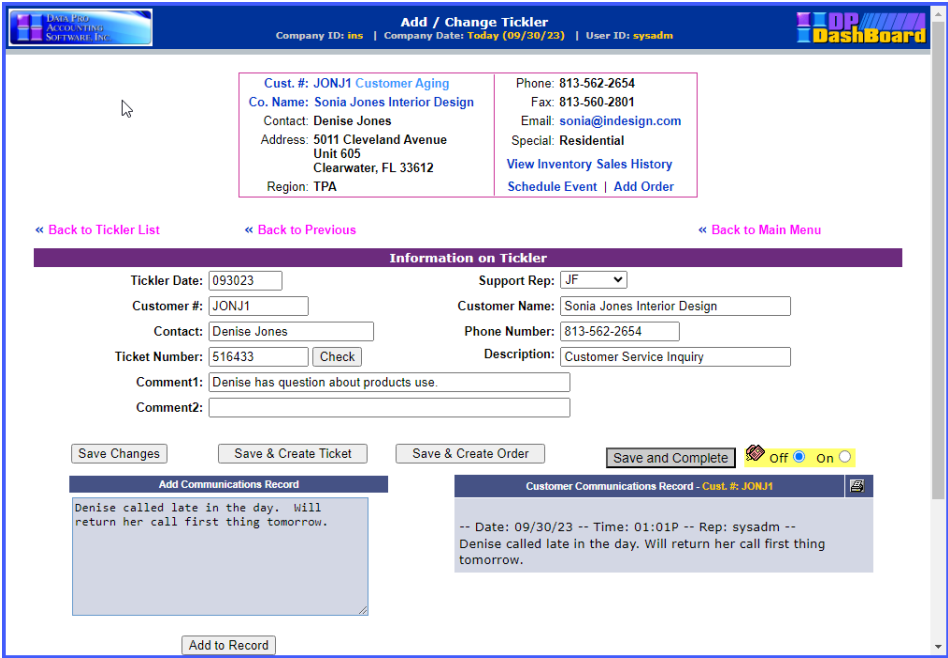 DATA PRO
ACCOUNTING
SOFTWARE, INC.
Add / Change Tickler
Company ID: ins | Company Date: Today (09/30/23) | User ID: sysadm
DP
DashBoard
Cust. #: JONJ1 Customer Aging
Co. Name: Sonia Jones Interior Design
Contact: Denise Jones
Address: 5011 Cleveland Avenue
Unit 605
Clearwater, FL 33612
Region: TPA
Phone: 813-562-2654
Fax: 813-560-2801
Email: sonia@indesign.com
Special: Residential
View Inventory Sales History
Schedule Event | Add Order
« Back to Tickler List
« Back to Previous
« Back to Main Menu
Information on Tickler
Tickler Date: 093023
Support Rep: JF
Customer #: JONJ1
Customer Name: Sonia Jones Interior Design
Contact: Denise Jones
Phone Number: 813-562-2654
Ticket Number: 516433 Check
Description: Customer Service Inquiry
Comment1: Denise has question about products use.
Comment2:
Save Changes
Save & Create Ticket
Save & Create Order
Save and Complete
Off On
Add Communications Record
Denise called late in the day. Will
return her call first thing tomorrow.
Add to Record
Customer Communications Record - Cust. #: JONJ1
-- Date: 09/30/23 -- Time: 01:01P -- Rep: sysadm --
Denise called late in the day. Will return her call first thing
tomorrow.